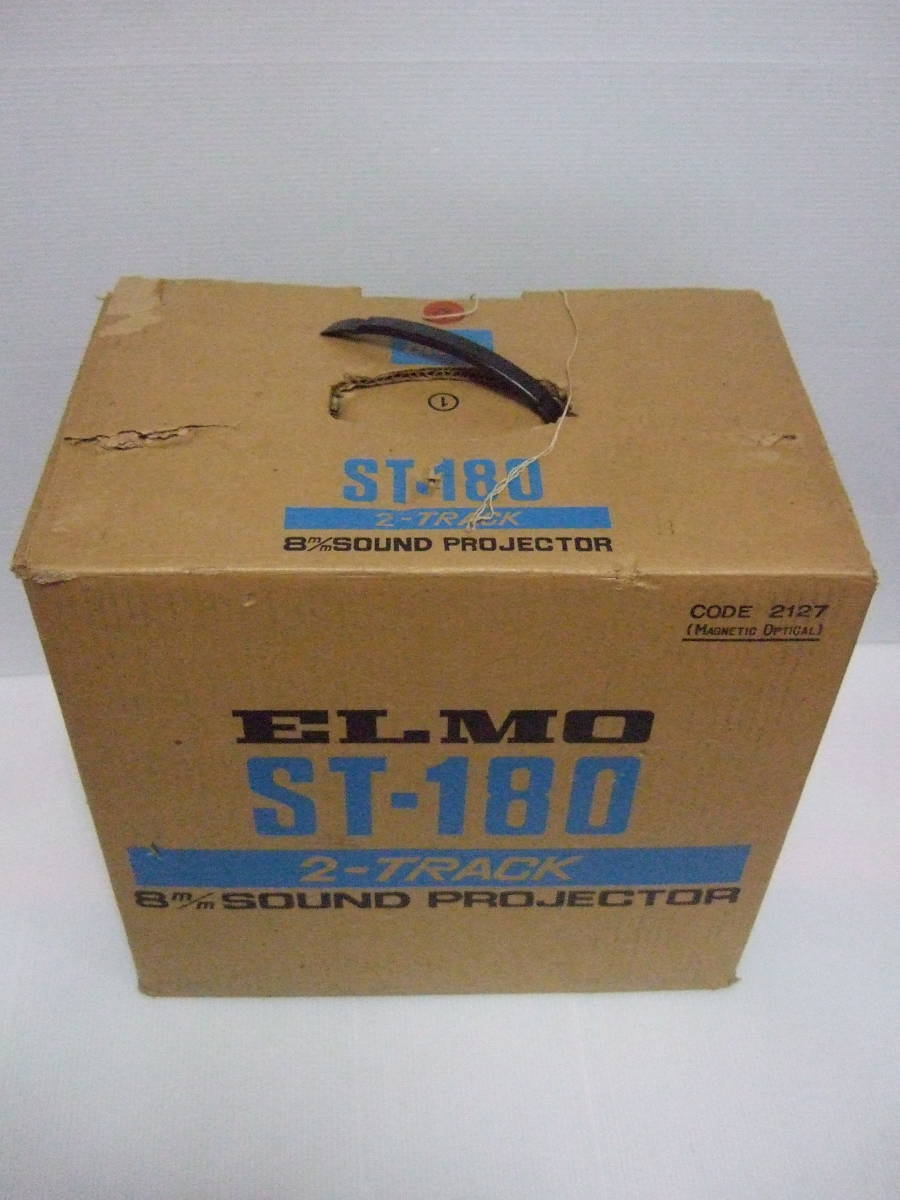 ①
ST-180
2-TRACK
8m/m SOUND PROJECTOR
CODE 2127
(MAGNETIC OPTICAL)
ELMO
ST-180
2-TRACK
8m/m SOUND PROJECTOR